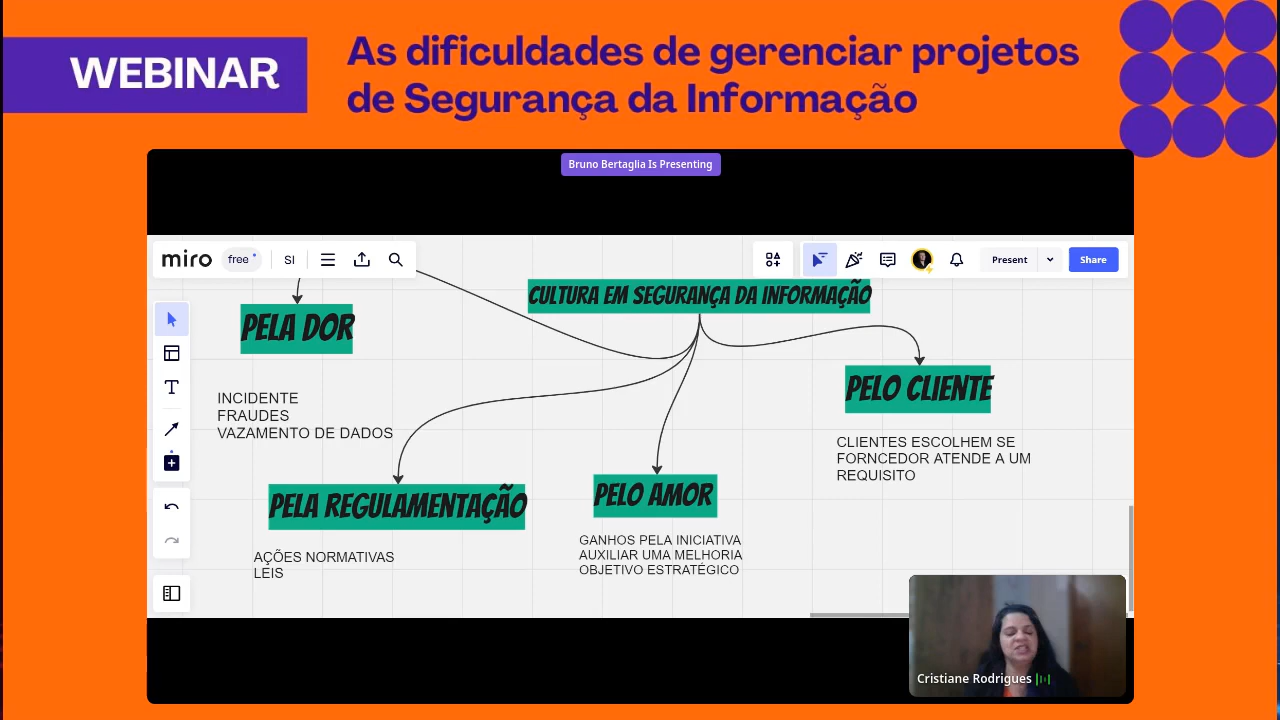 WEBINAR
As dificuldades de gerenciar projetos
de Segurança da Informação
Bruno Bertaglia Is Presenting
miro
free
SI
Present
Share
CULTURA EM SEGURANÇA DA INFORMAÇÃO
PELA DOR
INCIDENTE
FRAUDES
VAZAMENTO DE DADOS
PELO CLIENTE
CLIENTES ESCOLHEM SE
FORNCEDOR ATENDE A UM
REQUISITO
PELA REGULAMENTAÇÃO
AÇÕES NORMATIVAS
LEIS
PELO AMOR
GANHOS PELA INICIATIVA
AUXILIAR UMA MELHORIA
OBJETIVO ESTRATÉGICO
Cristiane Rodrigues